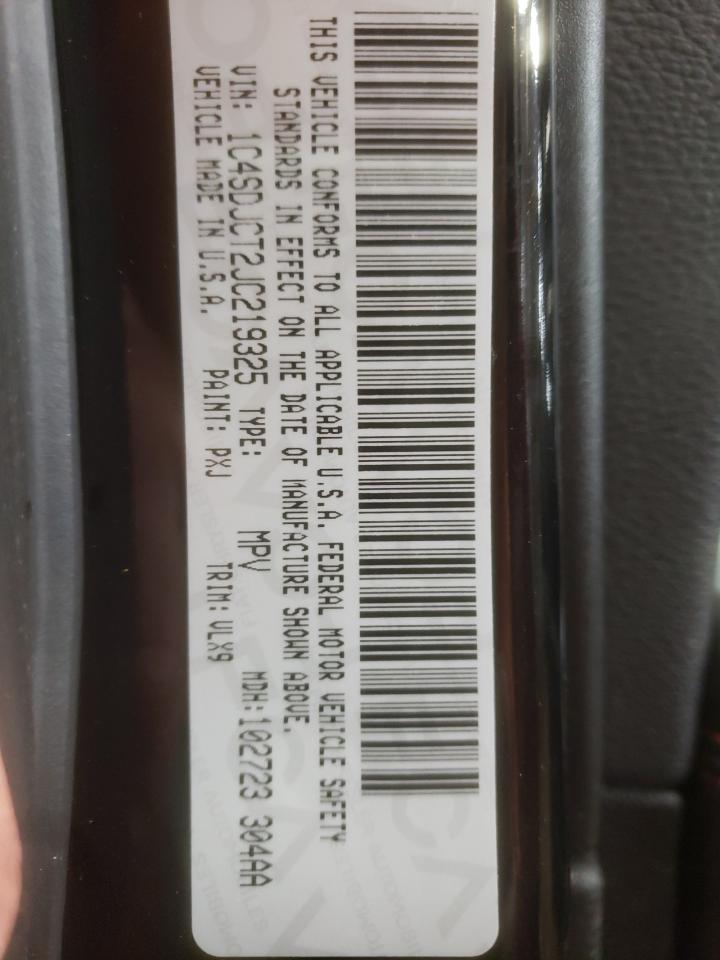 THIS VEHICLE CONFORMS TO ALL APPLICABLE U.S.A. FEDERAL MOTOR VEHICLE SAFETY
STANDARDS IN EFFECT ON THE DATE OF MANUFACTURE SHOWN ABOVE.
VIN: 1C4SDJCT2JC219325 TYPE: MPV MDH:102723 304AA
VEHICLE MADE IN U.S.A. PAINT: PXJ TRIM: VLX9